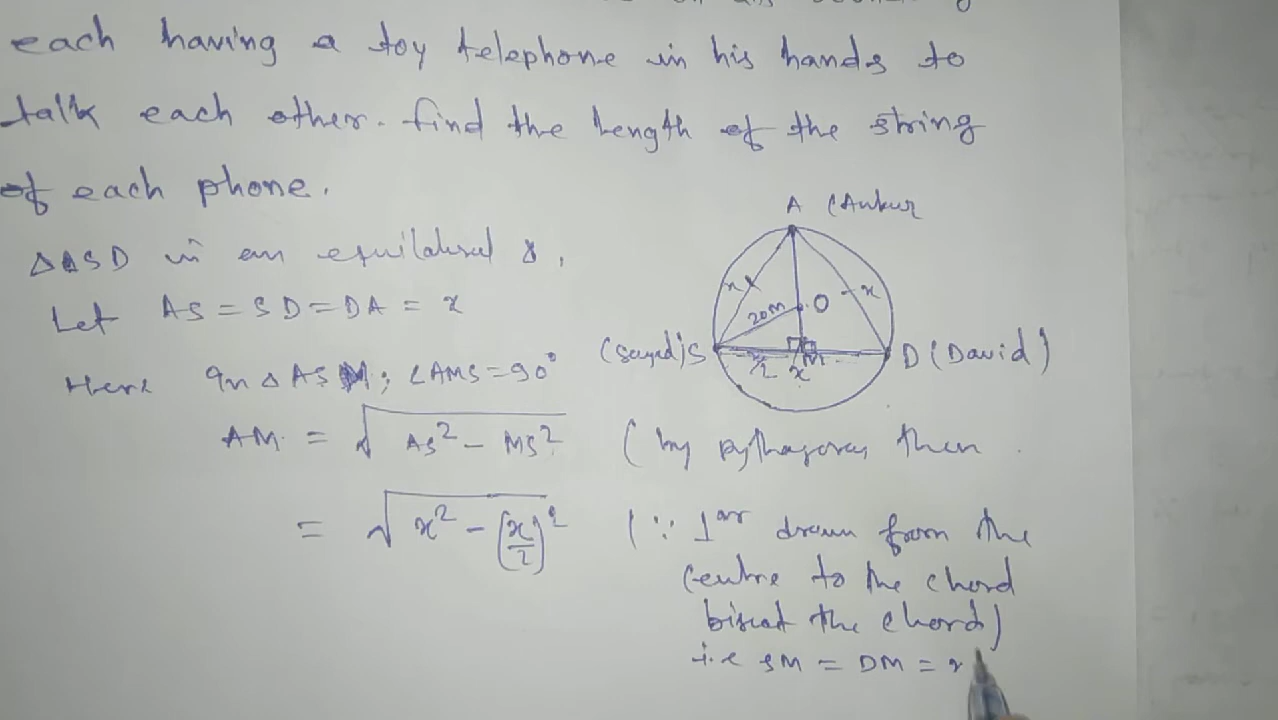 each having a toy telephone in his hands to
talk each other. find the length of the string
of each phone.
A (Ankur
△ASD is an equilateral △,
Let AS = SD = DA = x
x x
20m O
(Sayed) S D (David)
x/2 x M
Here In △ASM; ∠AMS = 90°
AM = √AS² - MS² (by pythagoras then
= √x² - (x/2)² (∵ ⊥ar drawn from the
centre to the chord
bisect the chord)
i.e SM = DM = x